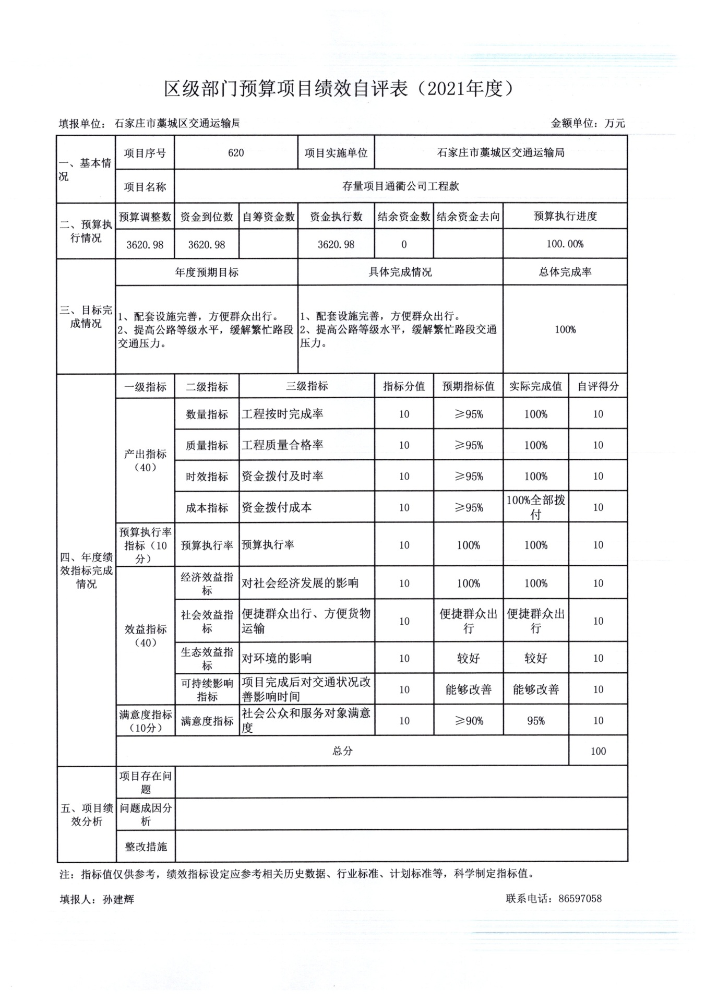 区级部门预算项目绩效自评表（2021年度）
填报单位： 石家庄市藁城区交通运输局
金额单位：万元
一、基本情
况
项目序号
620
项目实施单位
石家庄市藁城区交通运输局
项目名称
存量项目通衢公司工程款
二、预算执
行情况
预算调整数
资金到位数
自筹资金数
资金执行数
结余资金数
结余资金去向
预算执行进度
3620.98
3620.98
3620.98
0
100.00%
三、目标完
成情况
年度预期目标
具体完成情况
总体完成率
1、配套设施完善，方便群众出行。
2、提高公路等级水平，缓解繁忙路段
交通压力。
1、配套设施完善，方便群众出行。
2、提高公路等级水平，缓解繁忙路段交通
压力。
100%
四、年度绩
效指标完成
情况
一级指标
二级指标
三级指标
指标分值
预期指标值
实际完成值
自评得分
产出指标
（40）
数量指标
工程按时完成率
10
≥95%
100%
10
质量指标
工程质量合格率
10
≥95%
100%
10
时效指标
资金拨付及时率
10
≥95%
100%
10
成本指标
资金拨付成本
10
≥95%
100%全部拨
付
10
预算执行率
指标（10
分）
预算执行率
预算执行率
10
100%
100%
10
效益指标
（40）
经济效益指
标
对社会经济发展的影响
10
100%
100%
10
社会效益指
标
便捷群众出行、方便货物
运输
10
便捷群众出
行
便捷群众出
行
10
生态效益指
标
对环境的影响
10
较好
较好
10
可持续影响
指标
项目完成后对交通状况改
善影响时间
10
能够改善
能够改善
10
满意度指标
（10分）
满意度指标
社会公众和服务对象满意
度
10
≥90%
95%
10
总分
100
五、项目绩
效分析
项目存在问
题
问题成因分
析
整改措施
注：指标值仅供参考，绩效指标设定应参考相关历史数据、行业标准、计划标准等，科学制定指标值。
填报人：孙建辉
联系电话：86597058